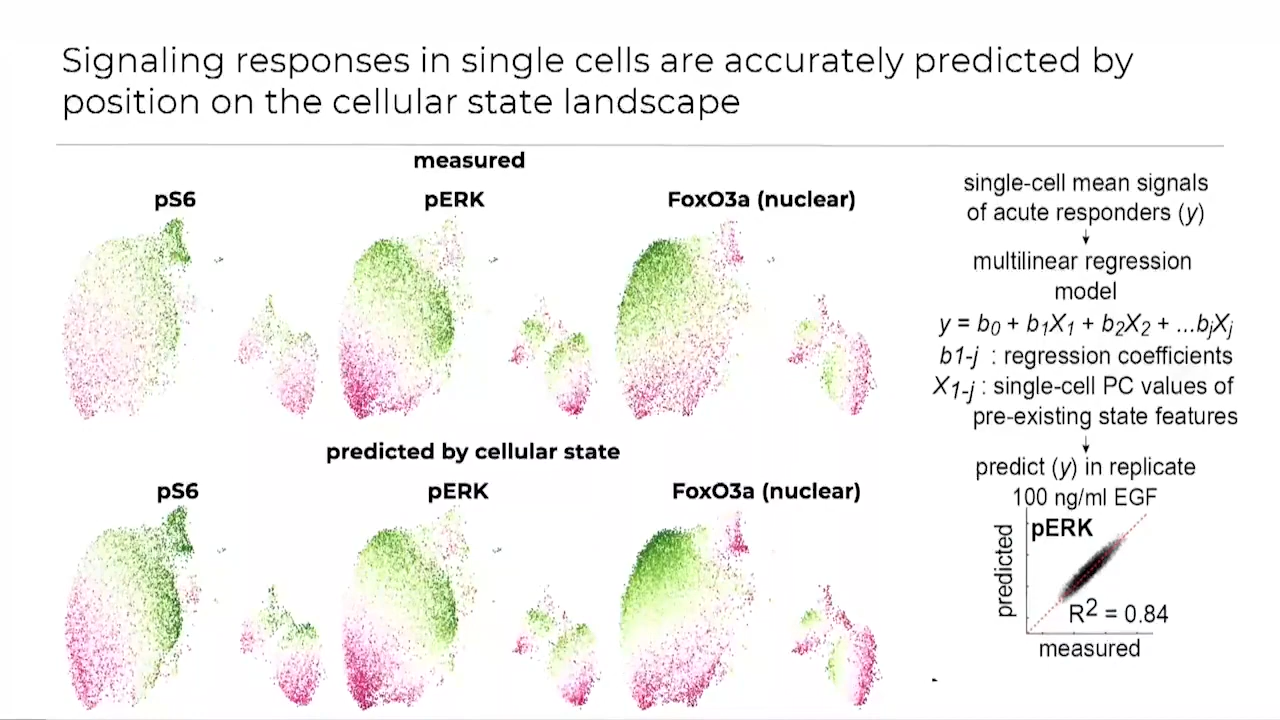 Signaling responses in single cells are accurately predicted by
position on the cellular state landscape
measured
pS6 pERK FoxO3a (nuclear)
predicted by cellular state
pS6 pERK FoxO3a (nuclear)
single-cell mean signals
of acute responders (y)
↓
multilinear regression
model
y = b0 + b1X1 + b2X2 + ...bjXj
b1-j : regression coefficients
X1-j : single-cell PC values of
pre-existing state features
↓
predict (y) in replicate
100 ng/ml EGF
pERK
predicted
R2 = 0.84
measured